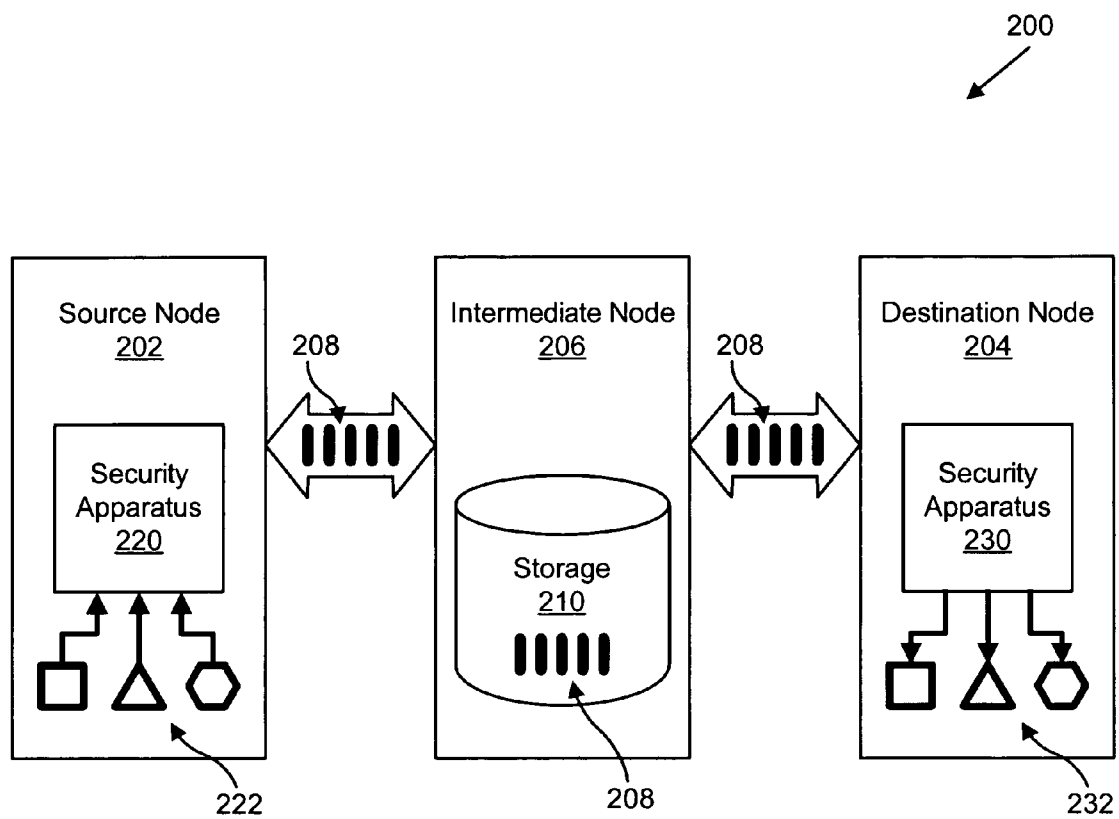 200
Source Node
202
208
Intermediate Node
206
208
Destination Node
204
Security
Apparatus
220
Storage
210
Security
Apparatus
230
222
208
232